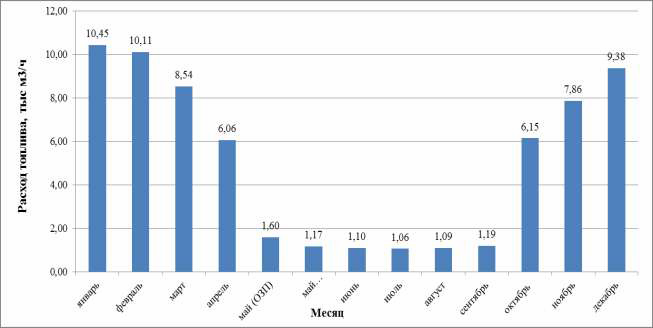 12,00
10,00
8,00
6,00
4,00
2,00
0,00
Расход топлива, тыс м3/ч
10,45
10,11
8,54
6,06
1,60
1,17
1,10
1,06
1,09
1,19
6,15
7,86
9,38
январь
февраль
март
апрель
май (ОЗП)
май…
июнь
июль
август
сентябрь
октябрь
ноябрь
декабрь
Месяц